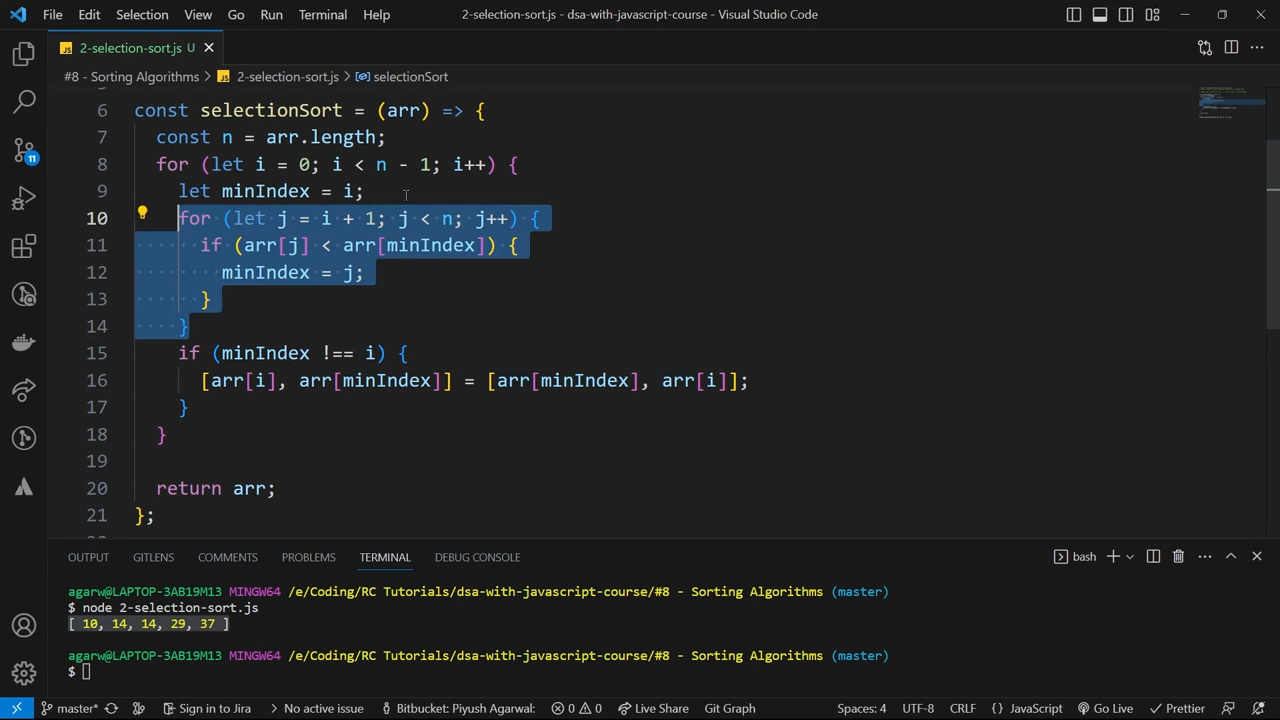 File Edit Selection View Go Run Terminal Help 2-selection-sort.js - dsa-with-javascript-course - Visual Studio Code
JS 2-selection-sort.js U
#8 - Sorting Algorithms > JS 2-selection-sort.js > selectionSort
6 const selectionSort = (arr) => {
7 const n = arr.length;
8 for (let i = 0; i < n - 1; i++) {
9 let minIndex = i;
10 for (let j = i + 1; j < n; j++) {
11 if (arr[j] < arr[minIndex]) {
12 minIndex = j;
13 }
14 }
15 if (minIndex !== i) {
16 [arr[i], arr[minIndex]] = [arr[minIndex], arr[i]];
17 }
18 }
19
20 return arr;
21 };
11
OUTPUT GITLENS COMMENTS PROBLEMS TERMINAL DEBUG CONSOLE bash
agarw@LAPTOP-3AB19M13 MINGW64 /e/Coding/RC Tutorials/dsa-with-javascript-course/#8 - Sorting Algorithms (master)
$ node 2-selection-sort.js
[ 10, 14, 14, 29, 37 ]
agarw@LAPTOP-3AB19M13 MINGW64 /e/Coding/RC Tutorials/dsa-with-javascript-course/#8 - Sorting Algorithms (master)
$
master* Sign in to Jira No active issue Bitbucket: Piyush Agarwal: 0 0 Live Share Git Graph Spaces: 4 UTF-8 CRLF {} JavaScript Go Live Prettier